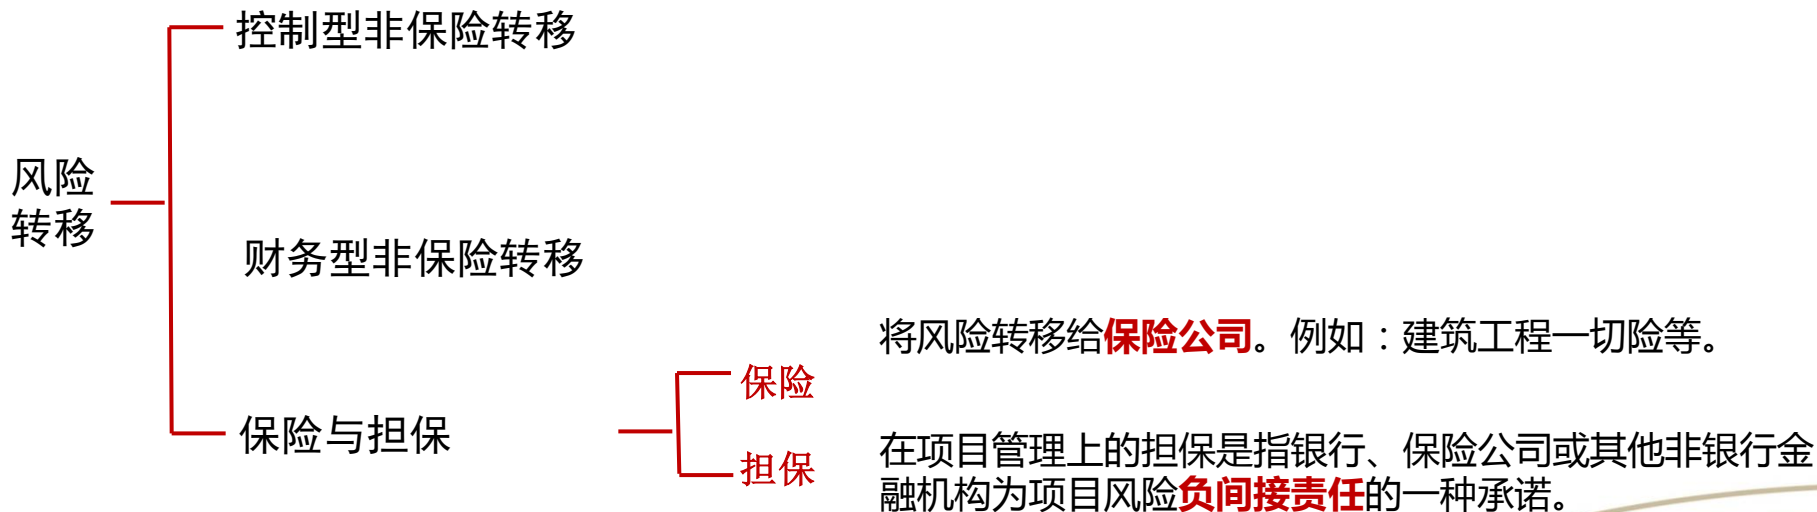 控制型非保险转移
风险
转移
财务型非保险转移
将风险转移给保险公司。例如：建筑工程一切险等。
保险
保险与担保
担保
在项目管理上的担保是指银行、保险公司或其他非银行金
融机构为项目风险负间接责任的一种承诺。